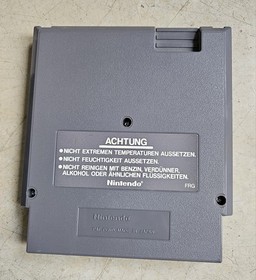 ACHTUNG
•NICHT EXTREMEN TEMPERATUREN AUSSETZEN.
•NICHT FEUCHTIGKEIT AUSSETZEN.
•NICHT REINIGEN MIT BENZIN, VERDÜNNER,
ALKOHOL ODER ÄHNLICHEN FLÜSSIGKEITEN.
Nintendo®
FRG
Nintendo